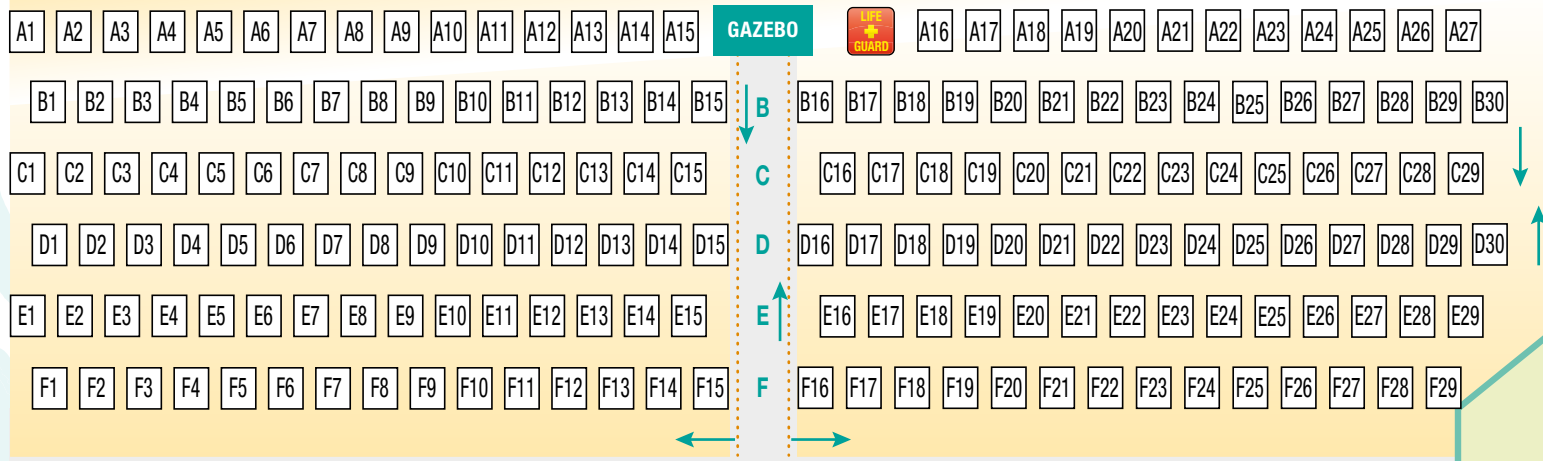 A1 A2 A3 A4 A5 A6 A7 A8 A9 A10 A11 A12 A13 A14 A15 GAZEBO LIFE GUARD A16 A17 A18 A19 A20 A21 A22 A23 A24 A25 A26 A27
B1 B2 B3 B4 B5 B6 B7 B8 B9 B10 B11 B12 B13 B14 B15 B B16 B17 B18 B19 B20 B21 B22 B23 B24 B25 B26 B27 B28 B29 B30
C1 C2 C3 C4 C5 C6 C7 C8 C9 C10 C11 C12 C13 C14 C15 C C16 C17 C18 C19 C20 C21 C22 C23 C24 C25 C26 C27 C28 C29
D1 D2 D3 D4 D5 D6 D7 D8 D9 D10 D11 D12 D13 D14 D15 D D16 D17 D18 D19 D20 D21 D22 D23 D24 D25 D26 D27 D28 D29 D30
E1 E2 E3 E4 E5 E6 E7 E8 E9 E10 E11 E12 E13 E14 E15 E E16 E17 E18 E19 E20 E21 E22 E23 E24 E25 E26 E27 E28 E29
F1 F2 F3 F4 F5 F6 F7 F8 F9 F10 F11 F12 F13 F14 F15 F F16 F17 F18 F19 F20 F21 F22 F23 F24 F25 F26 F27 F28 F29